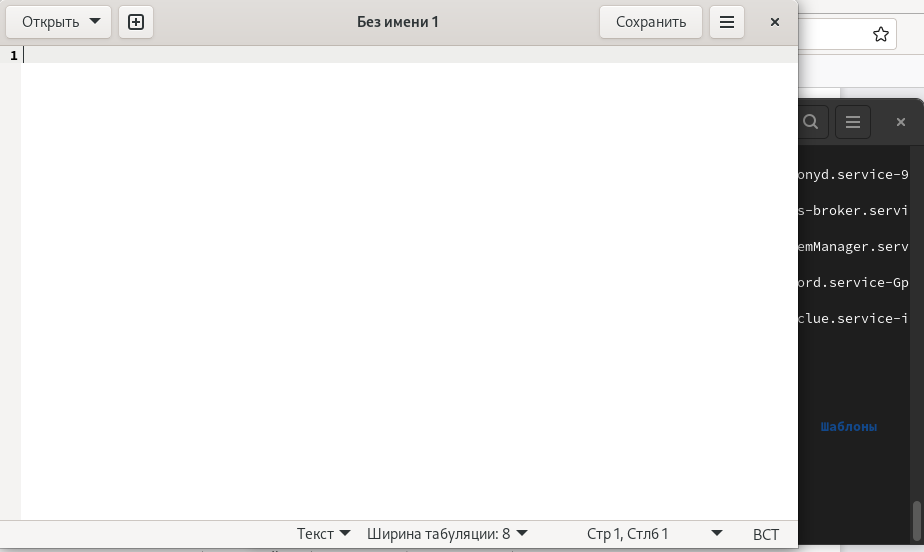 Открыть
Без имени 1
Сохранить
1
onyd.service-9
s-broker.servi
emManager.serv
ord.service-Gp
clue.service-i
Шаблоны
Текст
Ширина табуляции: 8
Стр 1, Стлб 1
ВСТ